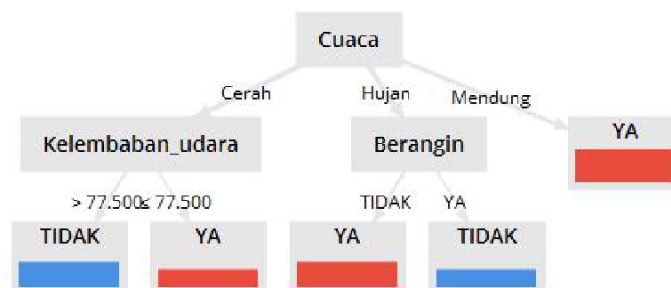 Cuaca
Cerah Hujan Mendung
Kelembaban_udara Berangin YA
> 77.500 ≤ 77.500 TIDAK YA
TIDAK YA YA TIDAK